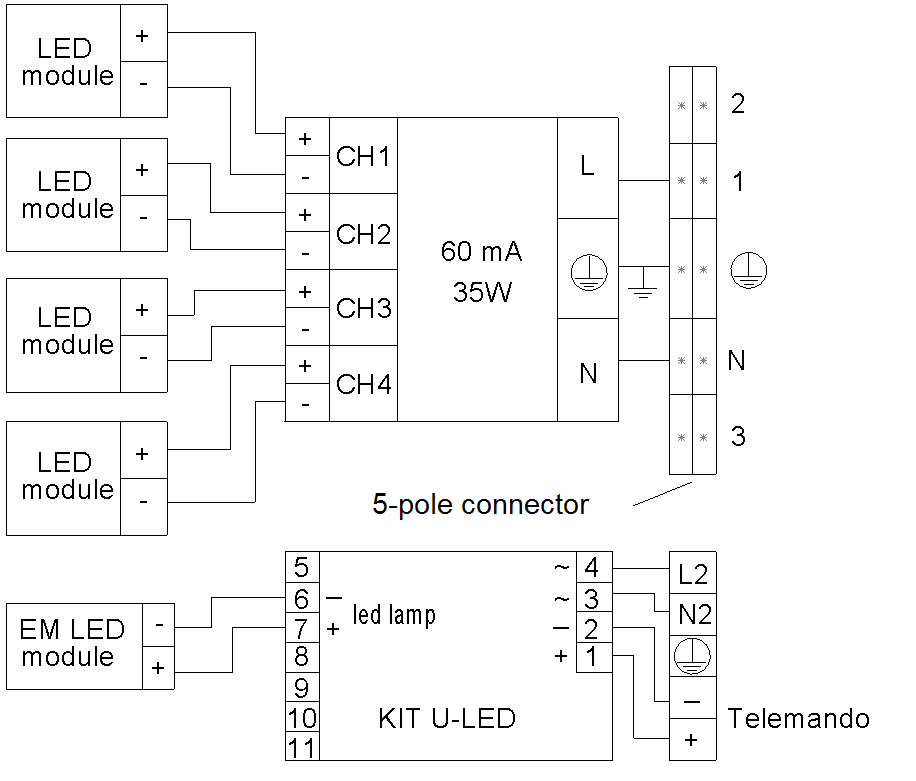 LED
module
+
-
LED
module
+
-
LED
module
+
-
LED
module
+
-
+
-
CH1
+
-
CH2
+
-
CH3
+
-
CH4
60 mA
35W
L
N
2
1
N
3
5-pole connector
EM LED
module
-
+
5
6
7
8
9
10
11
−
+
led lamp
KIT U-LED
~
4
~
3
−
2
+
1
L2
N2
−
+
Telemando